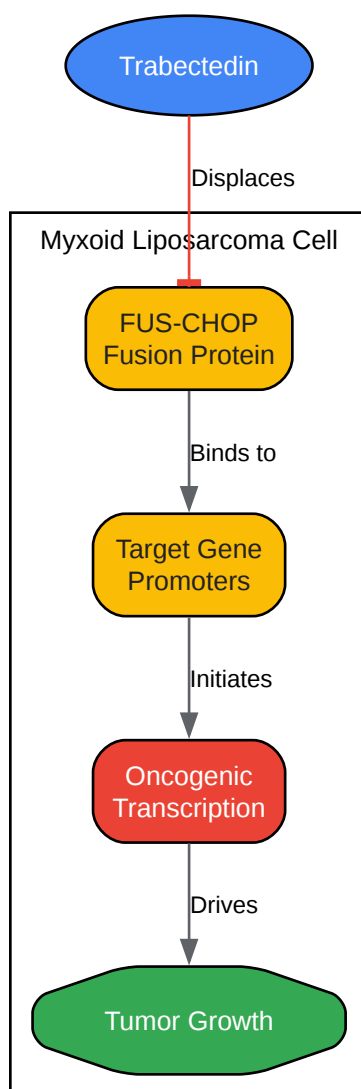 Trabectedin
Displaces
Myxoid Liposarcoma Cell
FUS-CHOP
Fusion Protein
Binds to
Target Gene
Promoters
Initiates
Oncogenic
Transcription
Drives
Tumor Growth